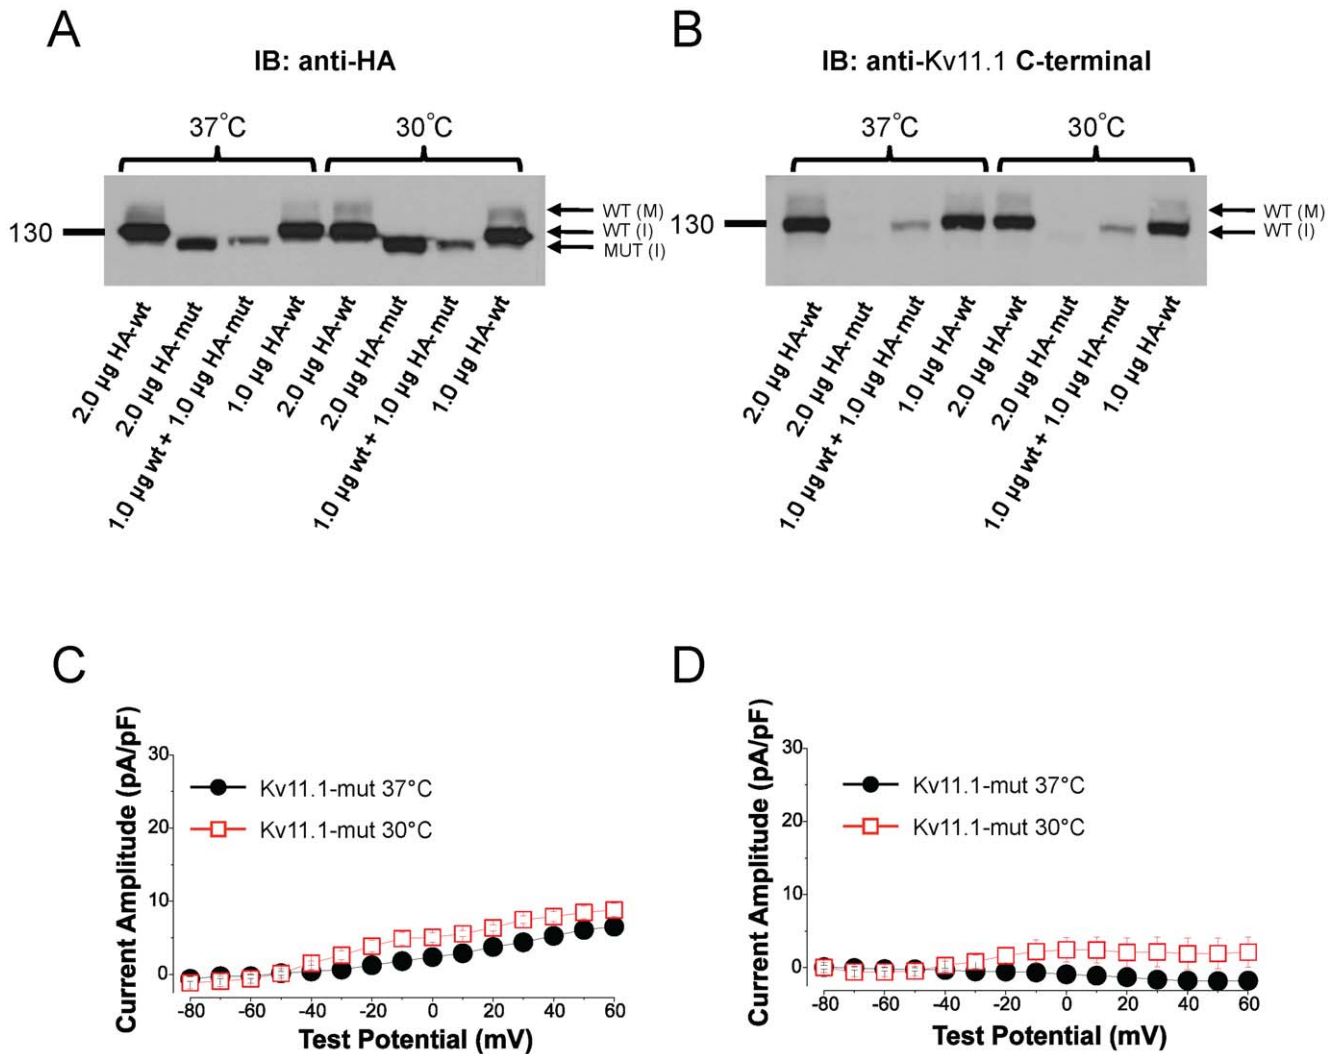 A
IB: anti-HA
37°C
30°C
130
WT (M)
WT (I)
MUT (I)
2.0 µg HA-wt
2.0 µg HA-mut
1.0 µg wt + 1.0 µg HA-mut
1.0 µg HA-wt
2.0 µg HA-wt
2.0 µg HA-mut
1.0 µg wt + 1.0 µg HA-mut
1.0 µg HA-wt
B
IB: anti-Kv11.1 C-terminal
37°C
30°C
130
WT (M)
WT (I)
2.0 µg HA-wt
2.0 µg HA-mut
1.0 µg wt + 1.0 µg HA-mut
1.0 µg HA-wt
2.0 µg HA-wt
2.0 µg HA-mut
1.0 µg wt + 1.0 µg HA-mut
1.0 µg HA-wt
C
Current Amplitude (pA/pF)
30
20
10
0
Kv11.1-mut 37°C
Kv11.1-mut 30°C
-80 -60 -40 -20 0 20 40 60
Test Potential (mV)
D
Current Amplitude (pA/pF)
30
20
10
0
Kv11.1-mut 37°C
Kv11.1-mut 30°C
-80 -60 -40 -20 0 20 40 60
Test Potential (mV)